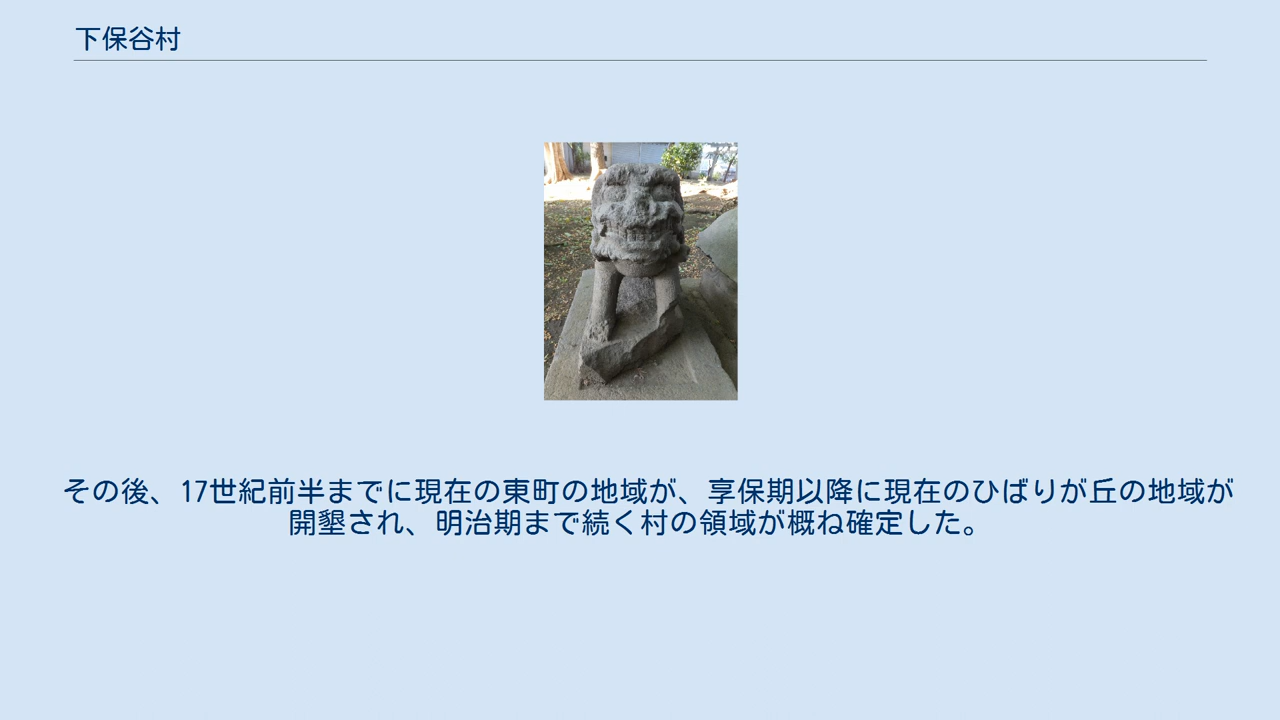 下保谷村
その後、17世紀前半までに現在の東町の地域が、享保期以降に現在のひばりが丘の地域が
開墾され、明治期まで続く村の領域が概ね確定した。